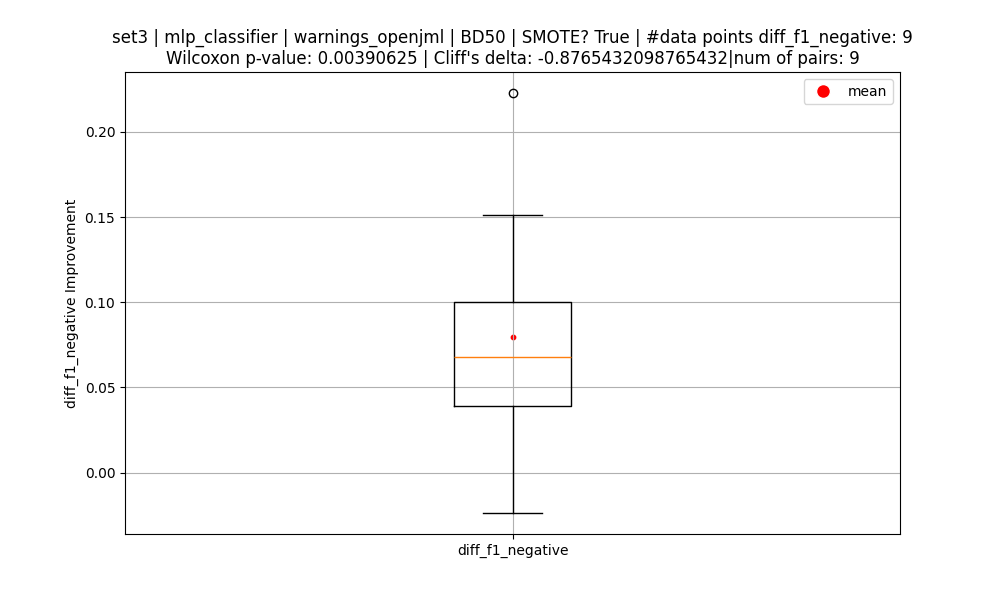 set3 | mlp_classifier | warnings_openjml | BD50 | SMOTE? True | #data points diff_f1_negative: 9
Wilcoxon p-value: 0.00390625 | Cliff's delta: -0.8765432098765432|num of pairs: 9
mean
0.20
0.15
0.10
0.05
0.00
diff_f1_negative Improvement
diff_f1_negative